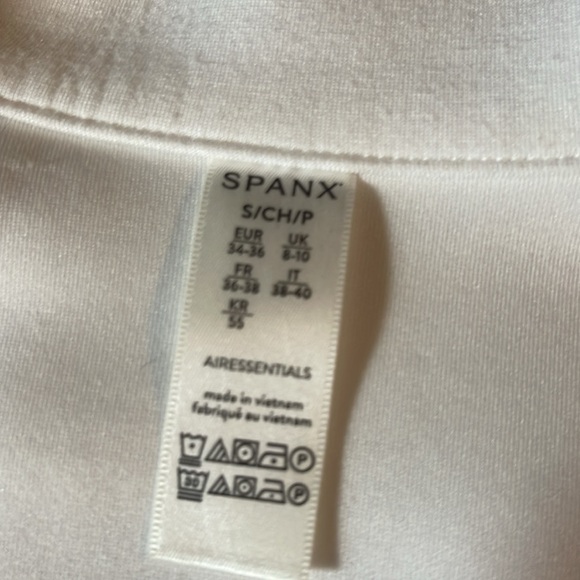 SPANX
S/CH/P
EUR UK
34-36 8-10
FR IT
36-38 38-40
KR
55
AIRESSENTIALS
made in vietnam
fabriqué au vietnam
P
30 P